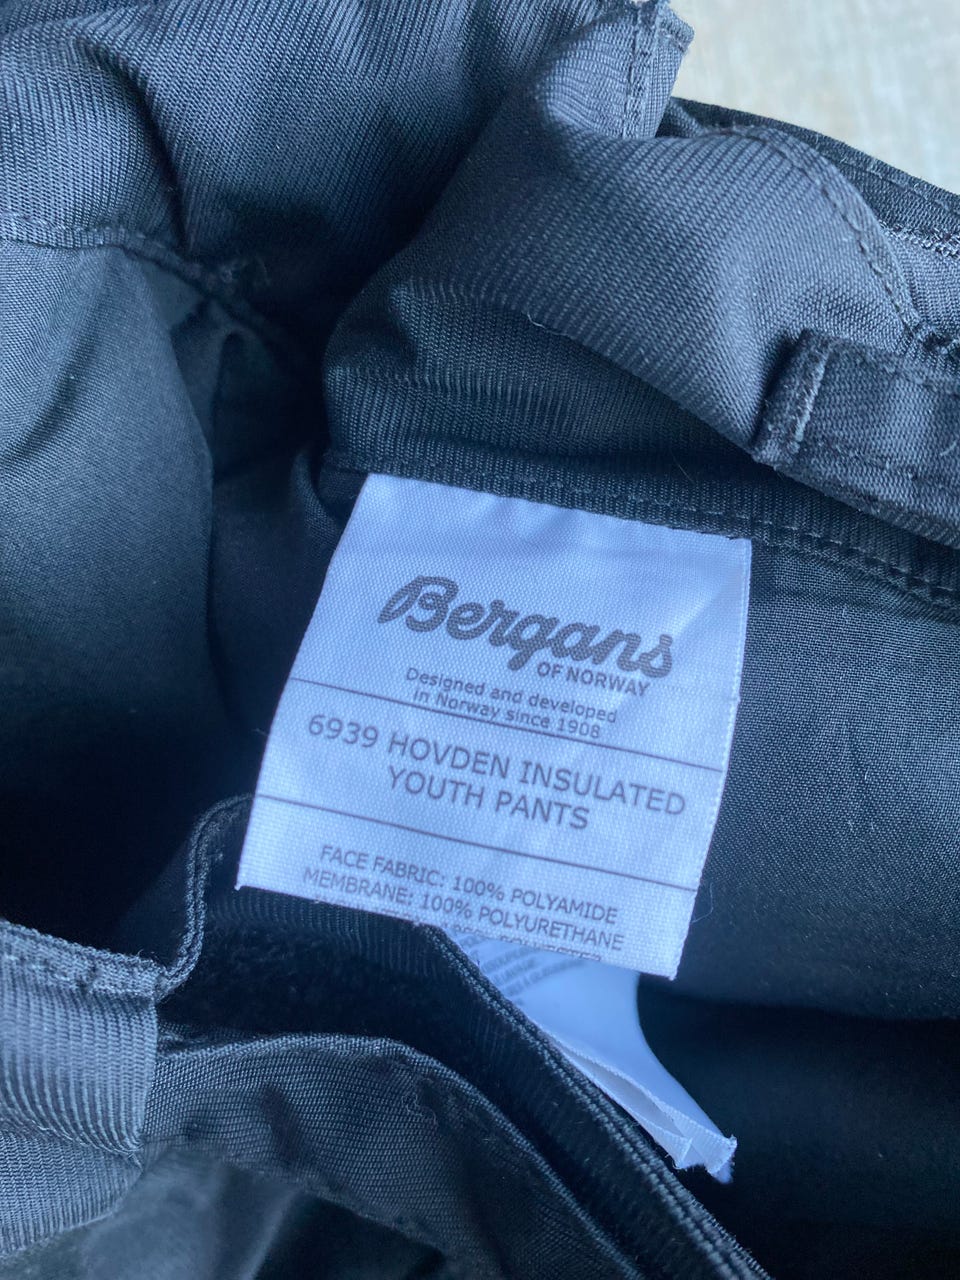 Bergans
OF NORWAY
Designed and developed
in Norway since 1908
6939 HOVDEN INSULATED
YOUTH PANTS
FACE FABRIC: 100% POLYAMIDE
MEMBRANE: 100% POLYURETHANE